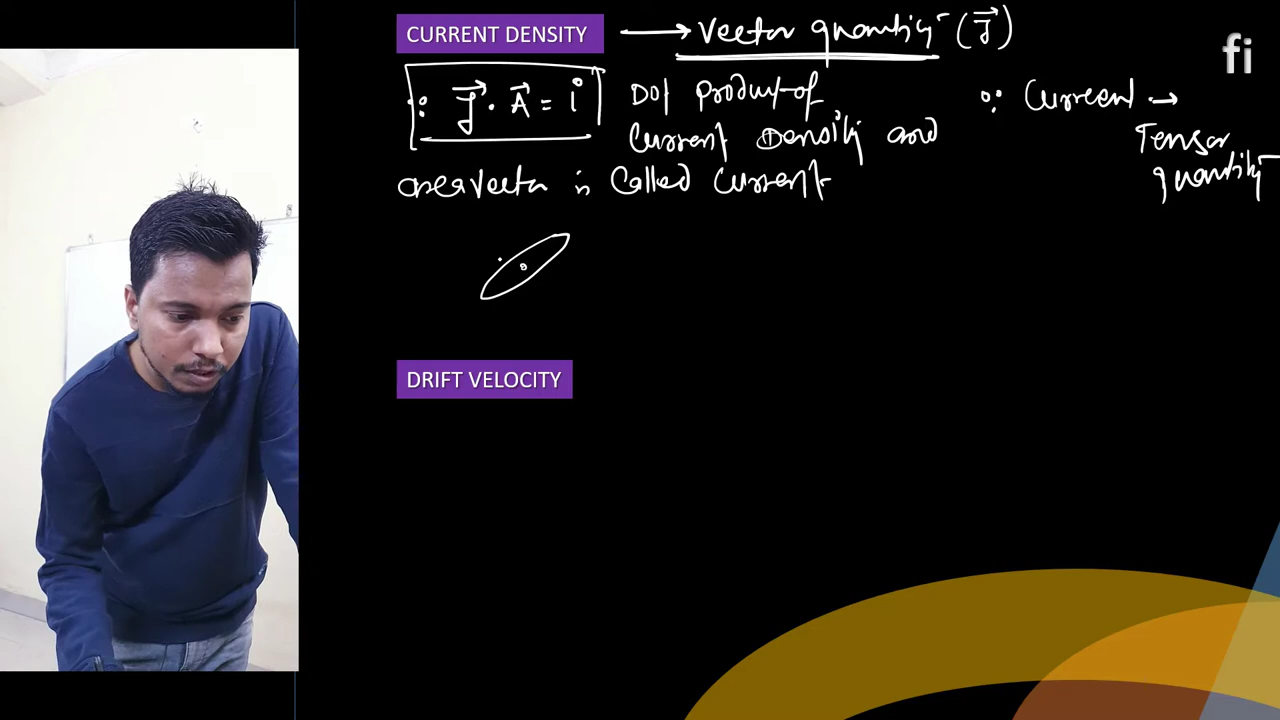 CURRENT DENSITY → Vector quantity (J⃗)
fi
∵ J⃗ · A⃗ = i Dot product of
Current Density and
area vector is called current
∵ Current →
Tensor
quantity
DRIFT VELOCITY